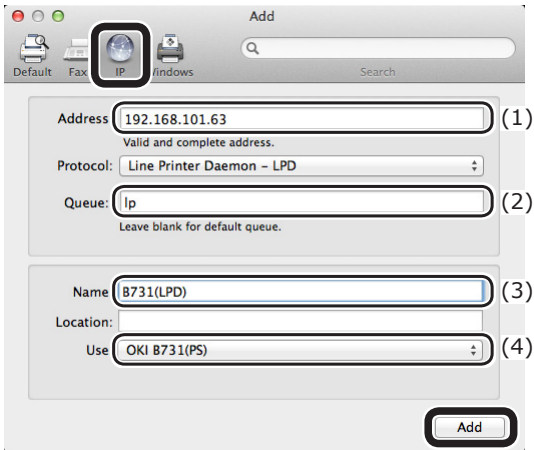 Add
Default Fax IP Windows
Search
Address 192.168.101.63 (1)
Valid and complete address.
Protocol: Line Printer Daemon – LPD
Queue: lp (2)
Leave blank for default queue.
Name B731(LPD) (3)
Location:
Use OKI B731(PS) (4)
Add